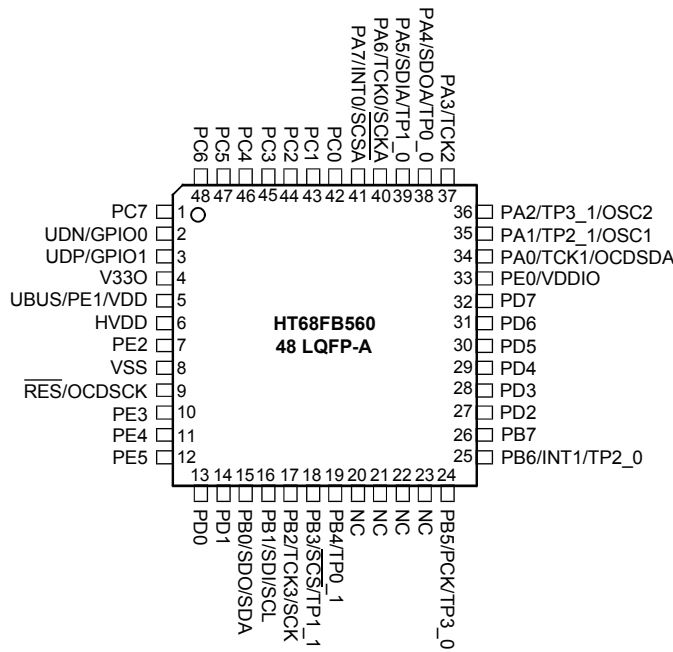 PA7/INT0/SCSA
PA6/TCK0/SCKA
PA5/SDIA/TP1_0
PA4/SDOA/TP0_0
PA3/TCK2
PC6
PC5
PC4
PC3
PC2
PC1
PC0
48
47
46
45
44
43
42
41
40
39
38
37
PC7 1
UDN/GPIO0 2
UDP/GPIO1 3
V33O 4
UBUS/PE1/VDD 5
HVDD 6
PE2 7
VSS 8
RES/OCDSCK 9
PE3 10
PE4 11
PE5 12
HT68FB560
48 LQFP-A
36 PA2/TP3_1/OSC2
35 PA1/TP2_1/OSC1
34 PA0/TCK1/OCDSDA
33 PE0/VDDIO
32 PD7
31 PD6
30 PD5
29 PD4
28 PD3
27 PD2
26 PB7
25 PB6/INT1/TP2_0
13
14
15
16
17
18
19
20
21
22
23
24
PD0
PD1
PB0/SDO/SDA
PB1/SDI/SCL
PB2/TCK3/SCK
PB3/SCS/TP1_1
PB4/TP0_1
NC
NC
NC
NC
PB5/PCK/TP3_0